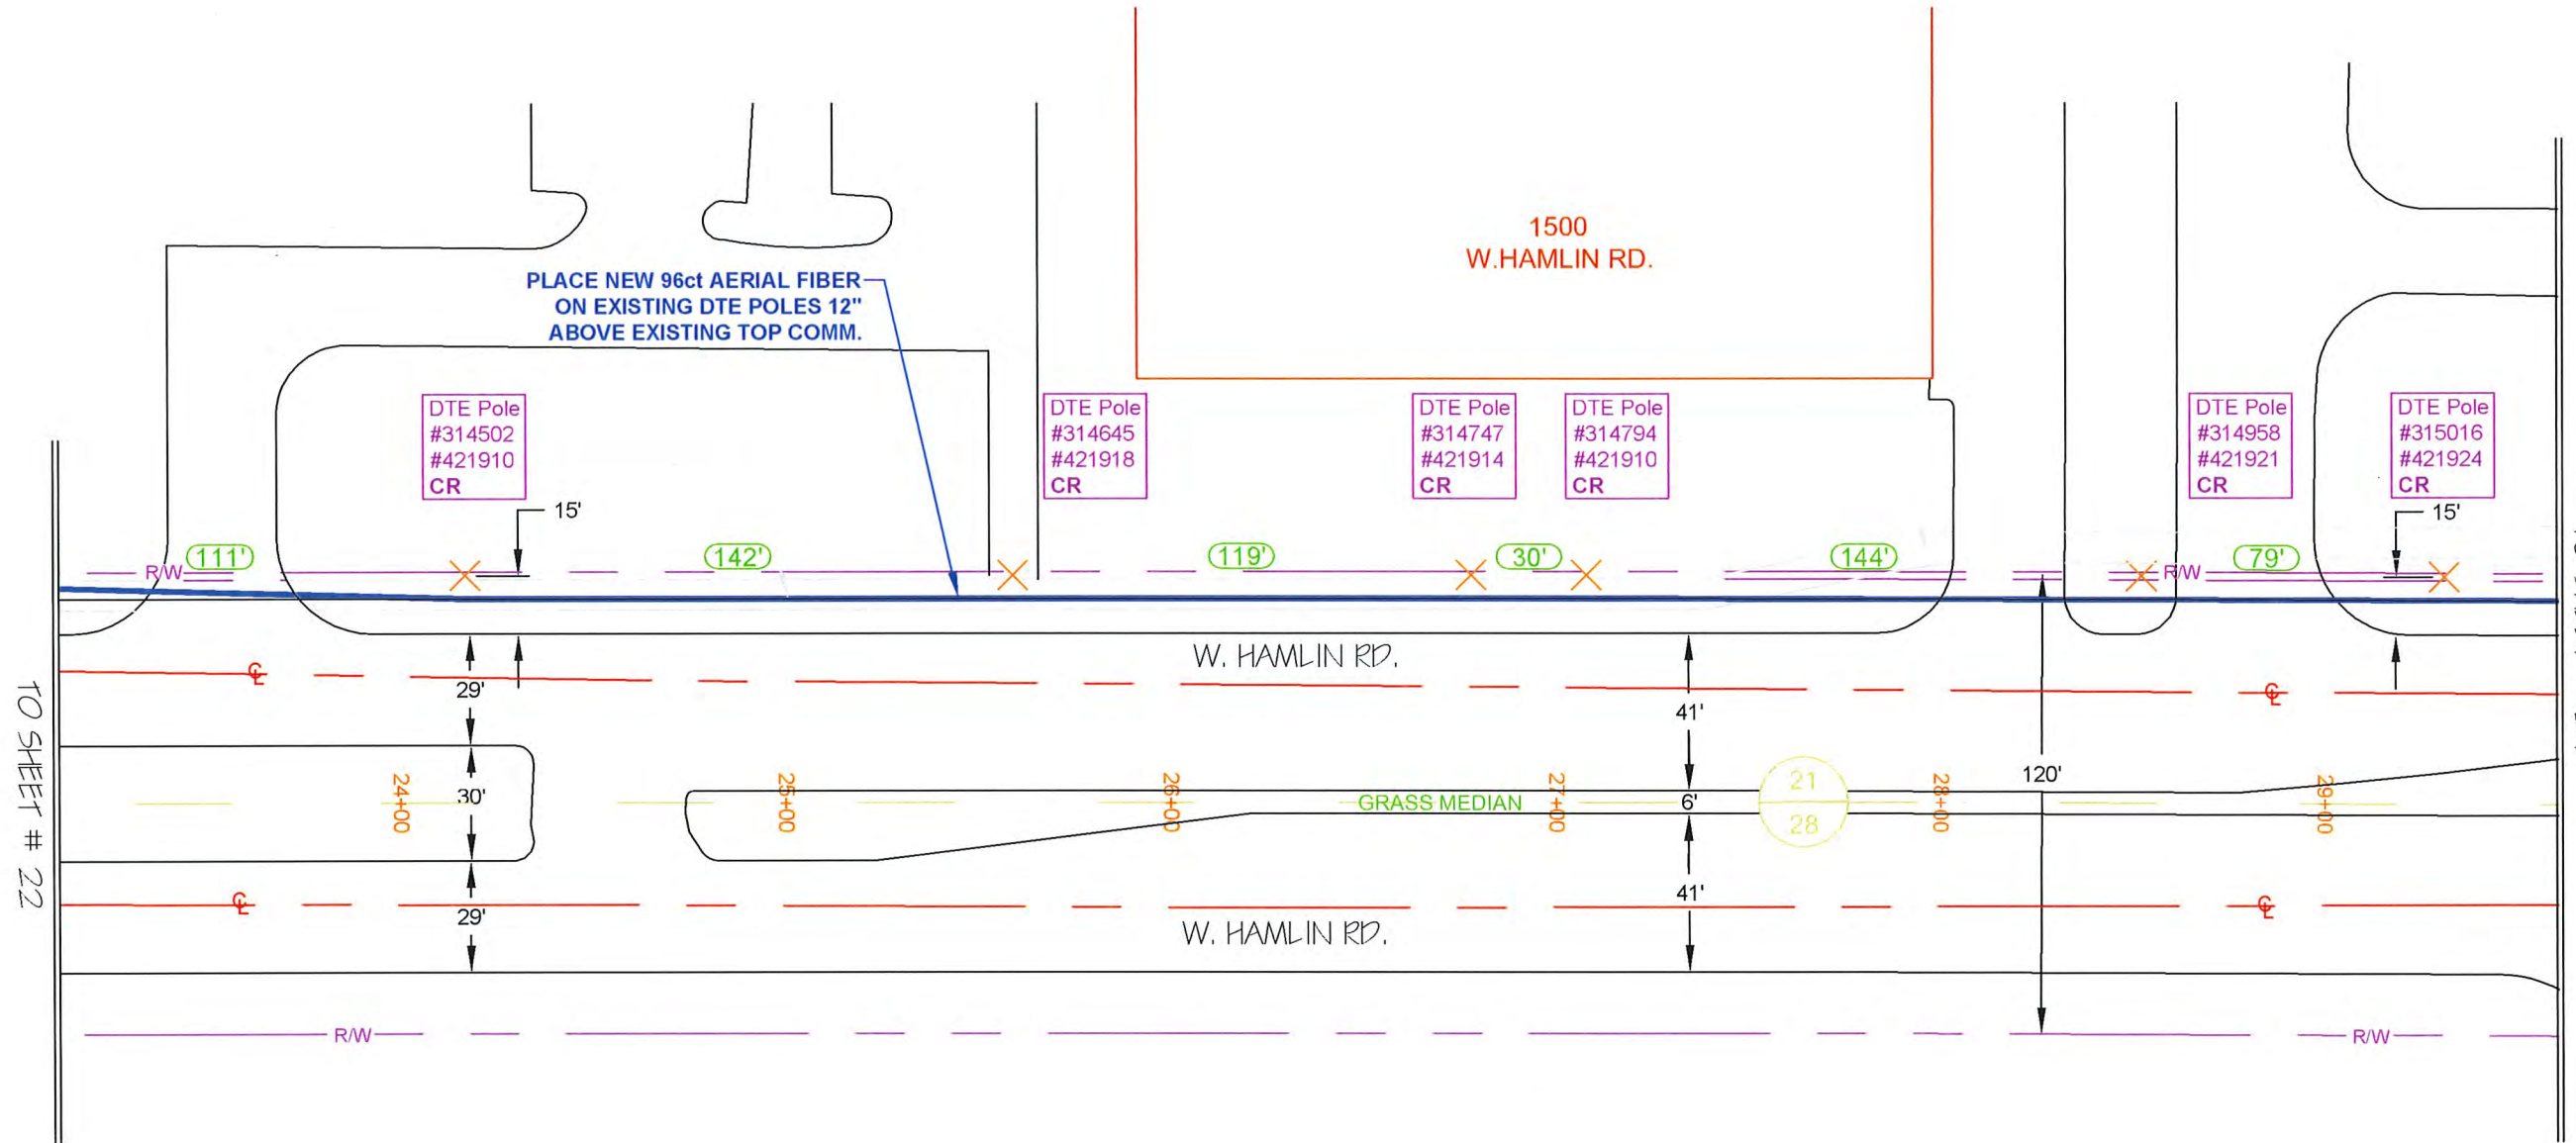 1500
W.HAMLIN RD.
PLACE NEW 96ct AERIAL FIBER
ON EXISTING DTE POLES 12"
ABOVE EXISTING TOP COMM.
DTE Pole
#314502
#421910
CR
DTE Pole
#314645
#421918
CR
DTE Pole
#314747
#421914
CR
DTE Pole
#314794
#421910
CR
DTE Pole
#314958
#421921
CR
DTE Pole
#315016
#421924
CR
15'
15'
111'
142'
119'
30'
144'
79'
R/W
R/W
W. HAMLIN RD.
29'
41'
120'
TO SHEET # 22
24+00
30'
25+00
26+00
GRASS MEDIAN
27+00
6'
21
28
28+00
29+00
29'
41'
W. HAMLIN RD.
R/W
R/W